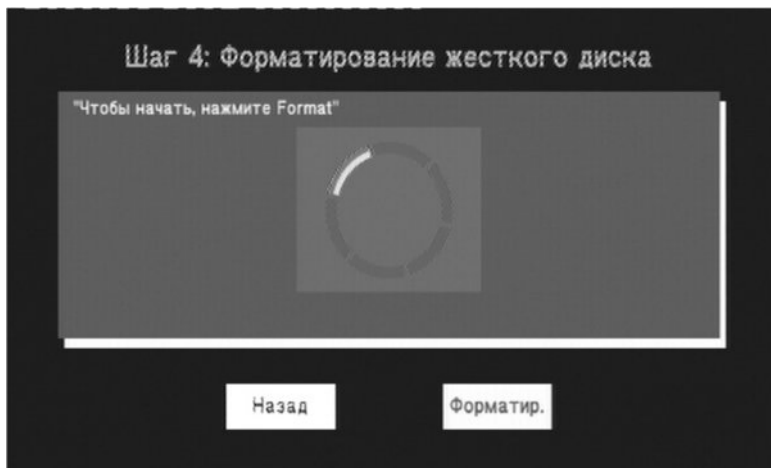 Шаг 4: Форматирование жесткого диска
"Чтобы начать, нажмите Format"
Назад
Форматир.